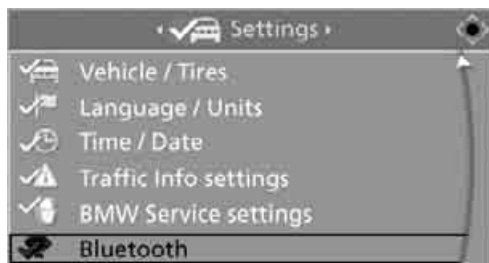 Settings
Vehicle / Tires
Language / Units
Time / Date
Traffic Info settings
BMW Service settings
Bluetooth